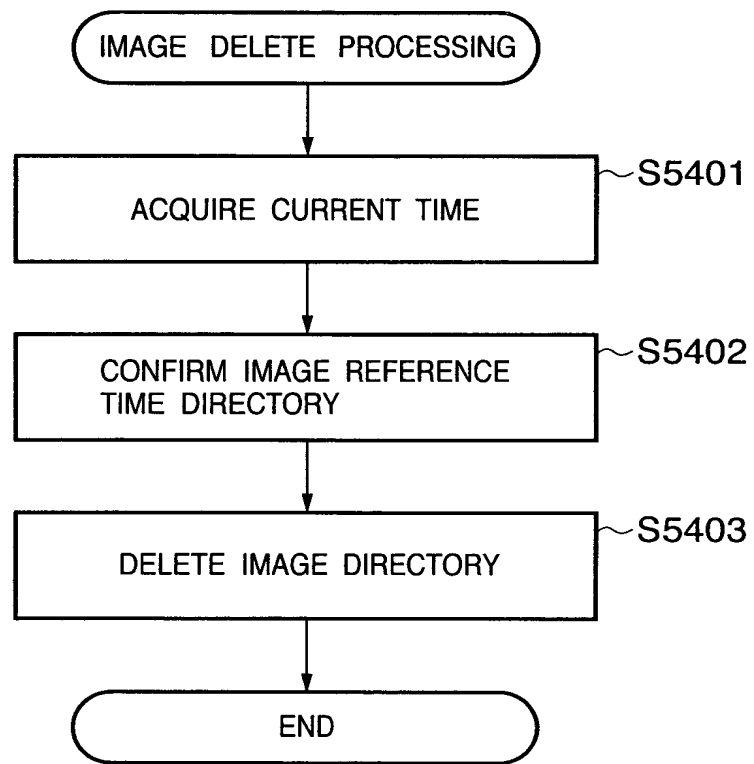 IMAGE DELETE PROCESSING
ACQUIRE CURRENT TIME
S5401
CONFIRM IMAGE REFERENCE
TIME DIRECTORY
S5402
DELETE IMAGE DIRECTORY
S5403
END